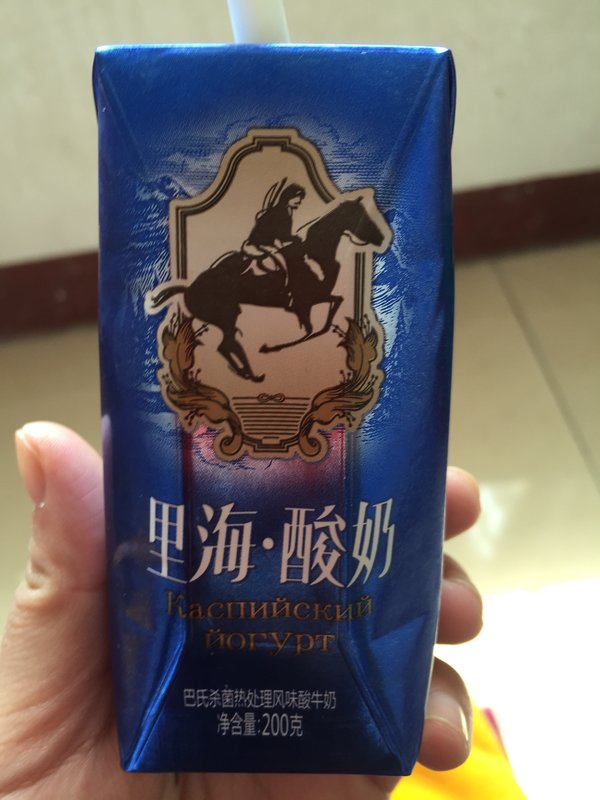 里海·酸奶
Каспийский
йогурт
巴氏杀菌热处理风味酸牛奶
净含量:200克